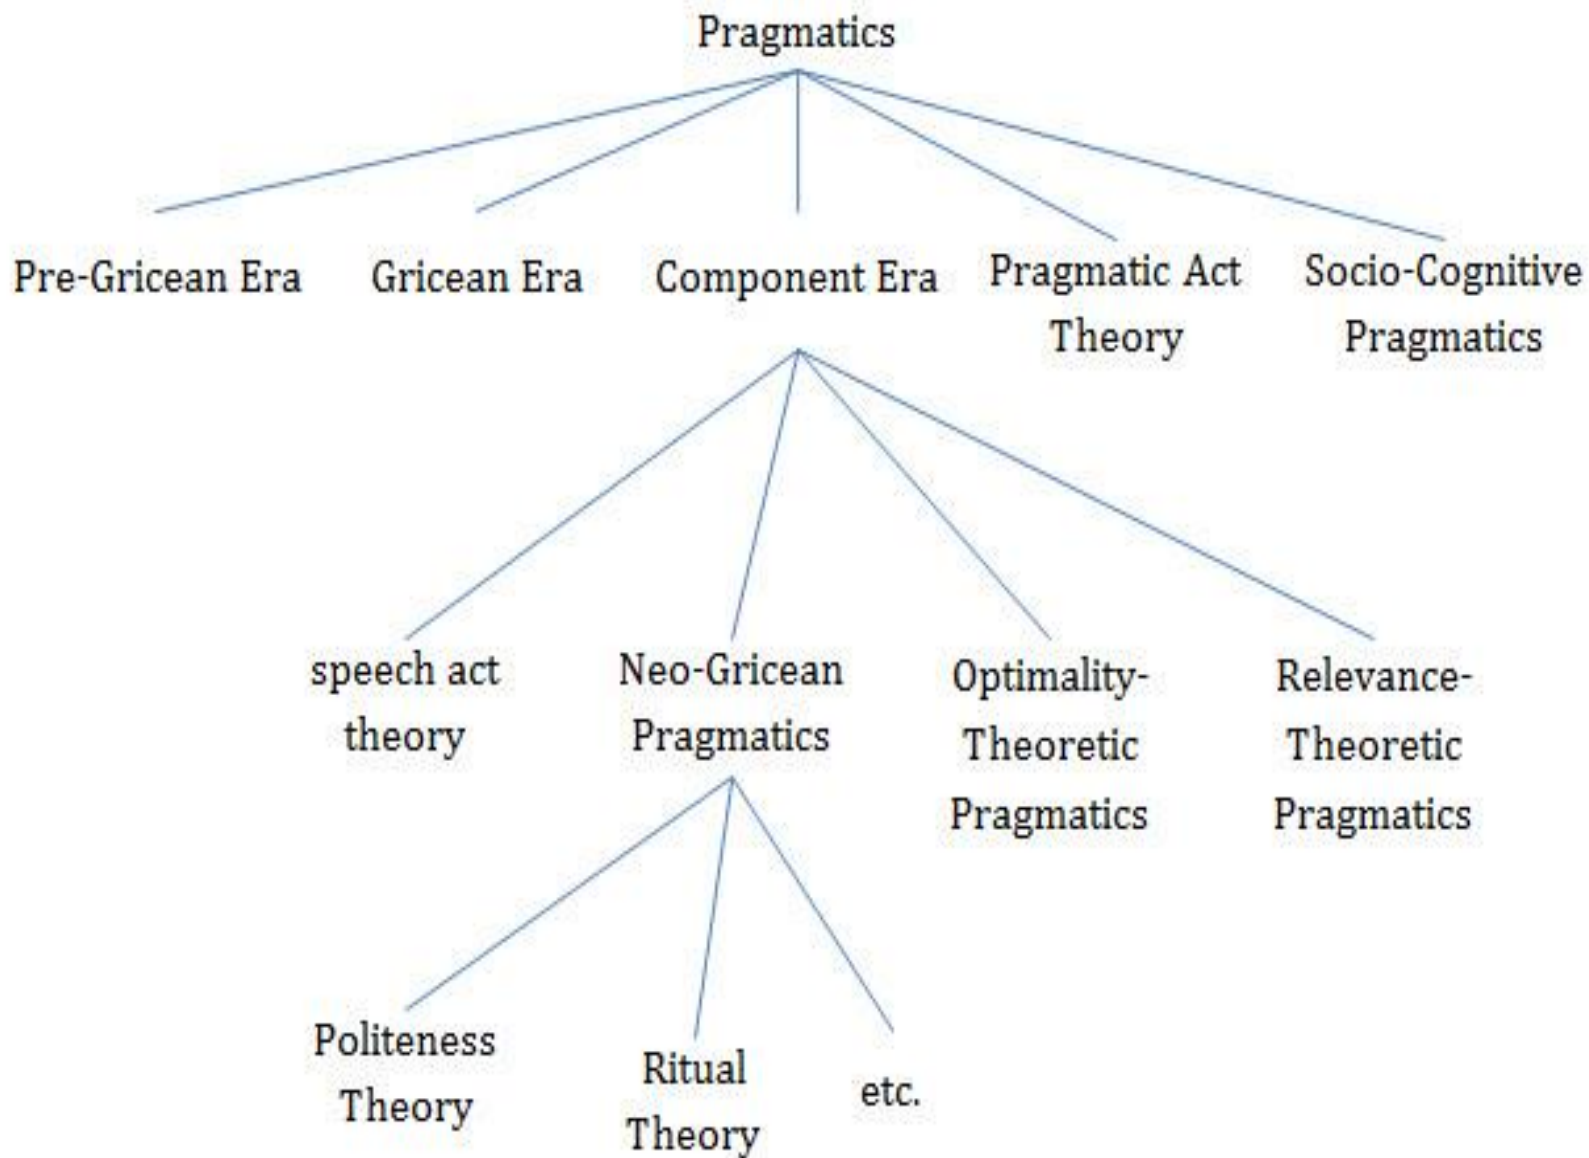 Pragmatics
Pre-Gricean Era
Gricean Era
Component Era
Pragmatic Act
Theory
Socio-Cognitive
Pragmatics
speech act
theory
Neo-Gricean
Pragmatics
Optimality-
Theoretic
Pragmatics
Relevance-
Theoretic
Pragmatics
Politeness
Theory
Ritual
Theory
etc.